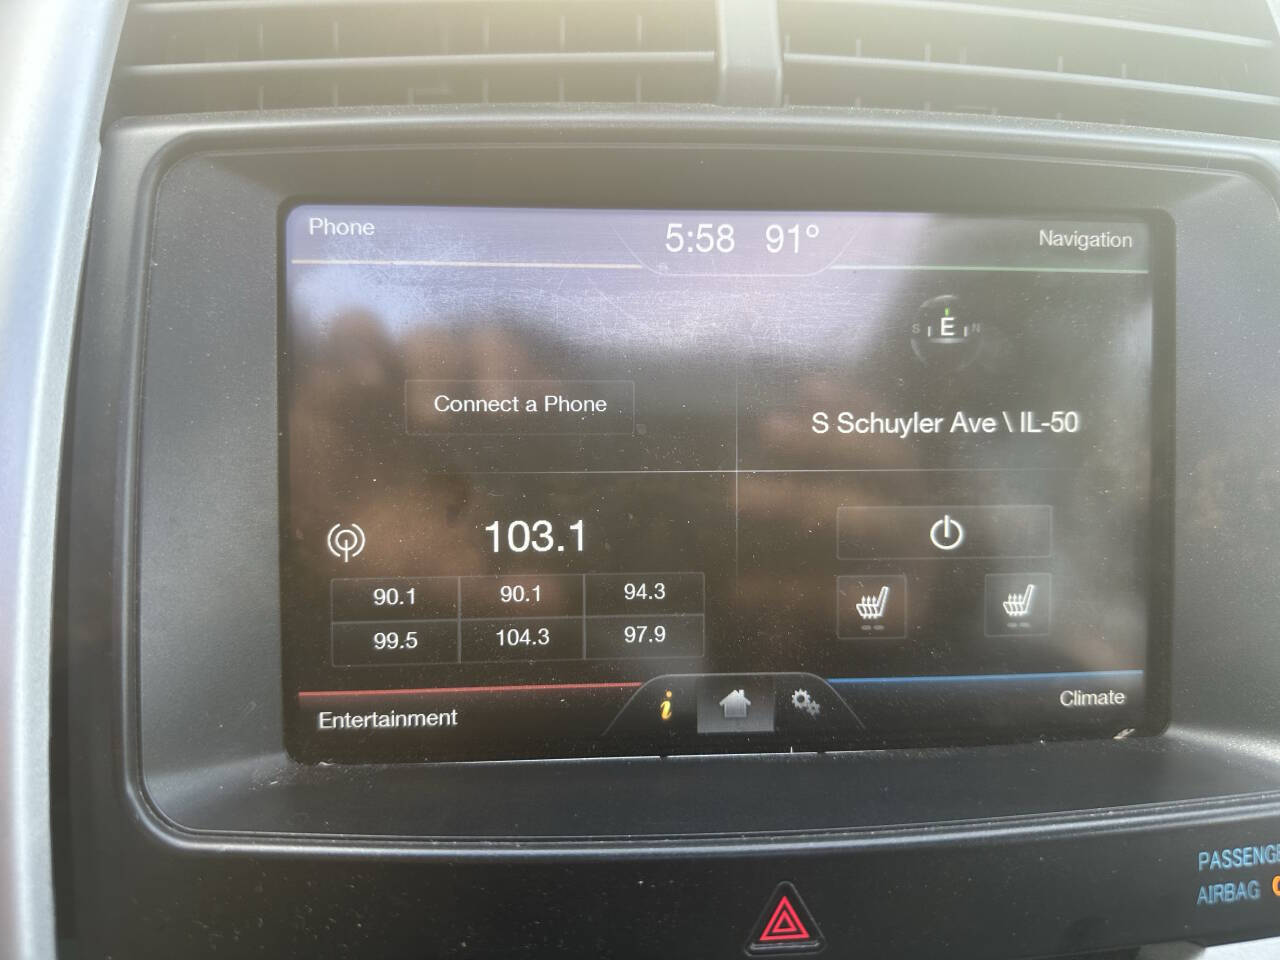 Phone
5:58 91°
Navigation
S E N
Connect a Phone
S Schuyler Ave \ IL-50
103.1
90.1 90.1 94.3
99.5 104.3 97.9
Entertainment
i
Climate
AIRBAG